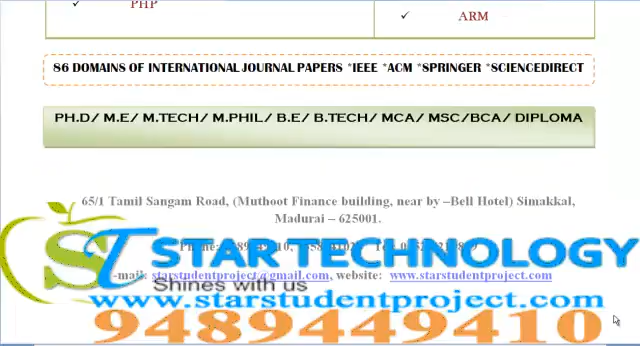 ✓ PHP
✓ ARM
86 DOMAINS OF INTERNATIONAL JOURNAL PAPERS *IEEE *ACM *SPRINGER *SCIENCEDIRECT
PH.D/ M.E/ M.TECH/ M.PHIL/ B.E/ B.TECH/ MCA/ MSC/BCA/ DIPLOMA
65/1 Tamil Sangam Road, (Muthoot Finance building, near by –Bell Hotel) Simakkal,
Madurai – 625001.
STAR TECHNOLOGY
-mail: starstudentproject@gmail.com, website: www.starstudentproject.com
Shines with us
www.starstudentproject.com
9489449410